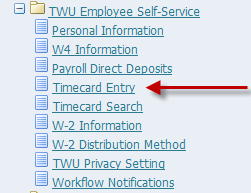 TWU Employee Self-Service
Personal Information
W4 Information
Payroll Direct Deposits
Timecard Entry
Timecard Search
W-2 Information
W-2 Distribution Method
TWU Privacy Setting
Workflow Notifications